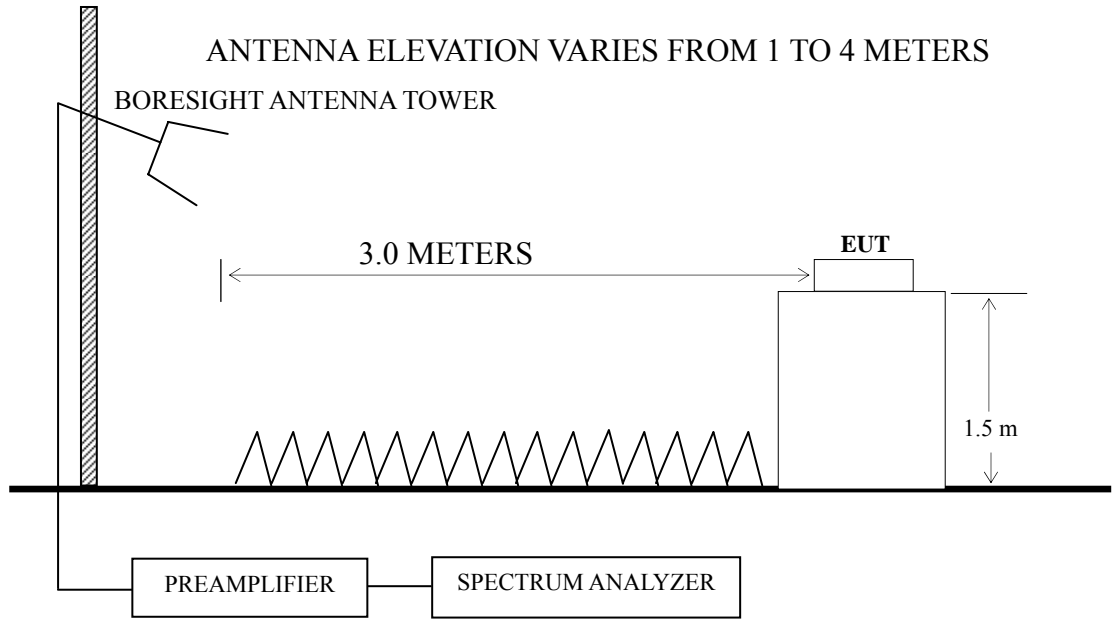 ANTENNA ELEVATION VARIES FROM 1 TO 4 METERS
BORESIGHT ANTENNA TOWER
EUT
3.0 METERS
1.5 m
PREAMPLIFIER
SPECTRUM ANALYZER